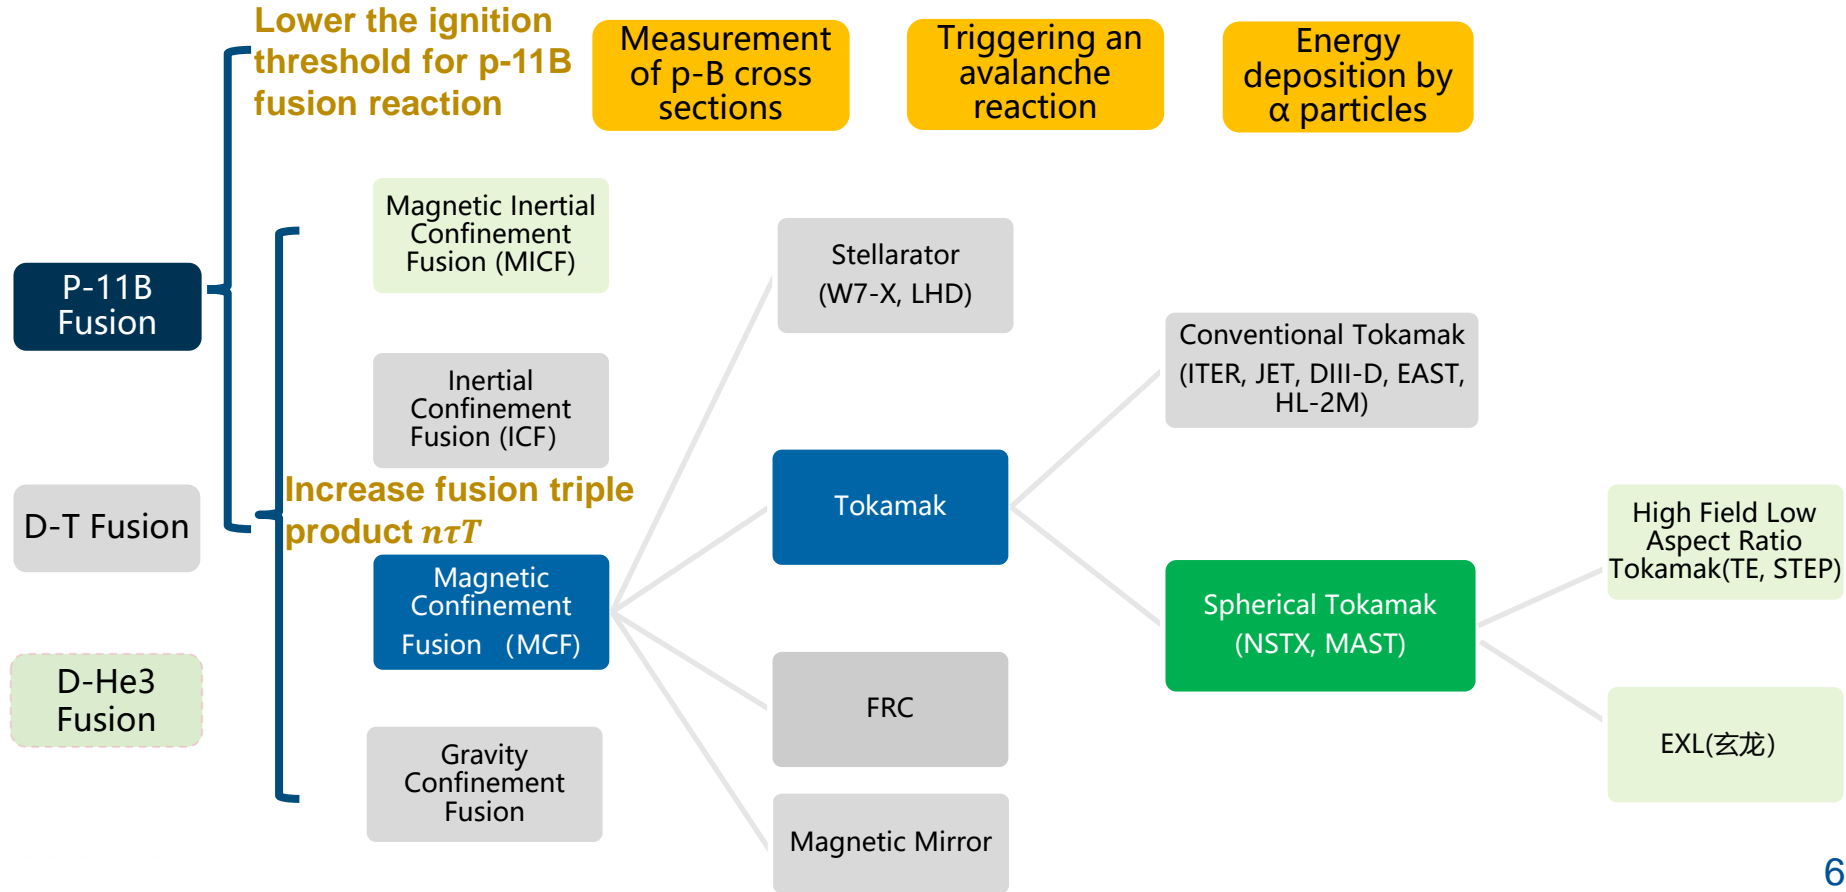 Lower the ignition
threshold for p-11B
fusion reaction
Measurement
of p-B cross
sections
Triggering an
avalanche
reaction
Energy
deposition by
α particles
P-11B
Fusion
D-T Fusion
D-He3
Fusion
Magnetic Inertial
Confinement
Fusion (MICF)
Inertial
Confinement
Fusion (ICF)
Increase fusion triple
product nτT
Magnetic
Confinement
Fusion （MCF)
Gravity
Confinement
Fusion
Stellarator
(W7-X, LHD)
Tokamak
FRC
Magnetic Mirror
Conventional Tokamak
(ITER, JET, DIII-D, EAST,
HL-2M)
Spherical Tokamak
(NSTX, MAST)
High Field Low
Aspect Ratio
Tokamak(TE, STEP)
EXL(玄龙）
6